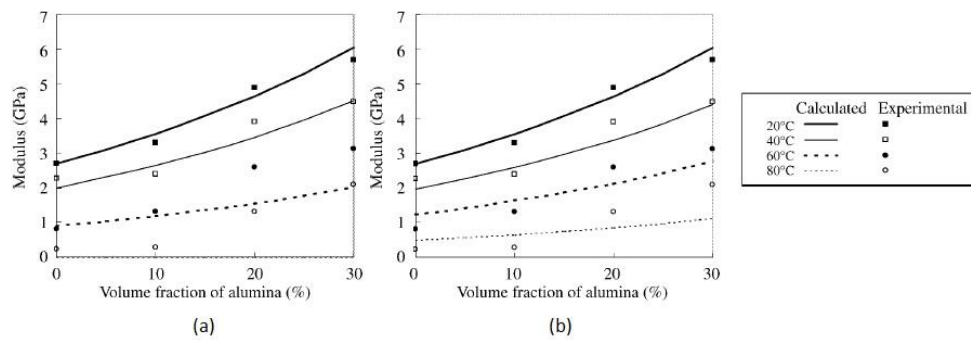 7
6
5
4
3
2
1
0
Modulus (GPa)
0 10 20 30
Volume fraction of alumina (%)
(a)
7
6
5
4
3
2
1
0
Modulus (GPa)
0 10 20 30
Volume fraction of alumina (%)
(b)
Calculated Experimental
20°C
40°C
60°C
80°C